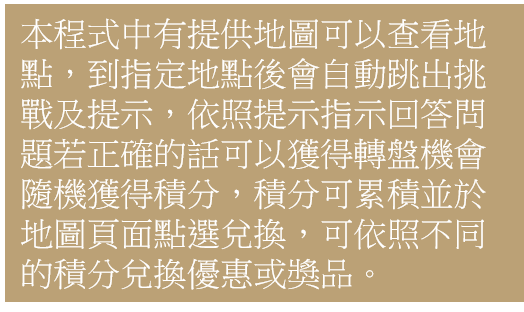 本程式中有提供地圖可以查看地
點，到指定地點後會自動跳出挑
戰及提示，依照提示指示回答問
題若正確的話可以獲得轉盤機會
隨機獲得積分，積分可累積並於
地圖頁面點選兌換，可依照不同
的積分兌換優惠或獎品。